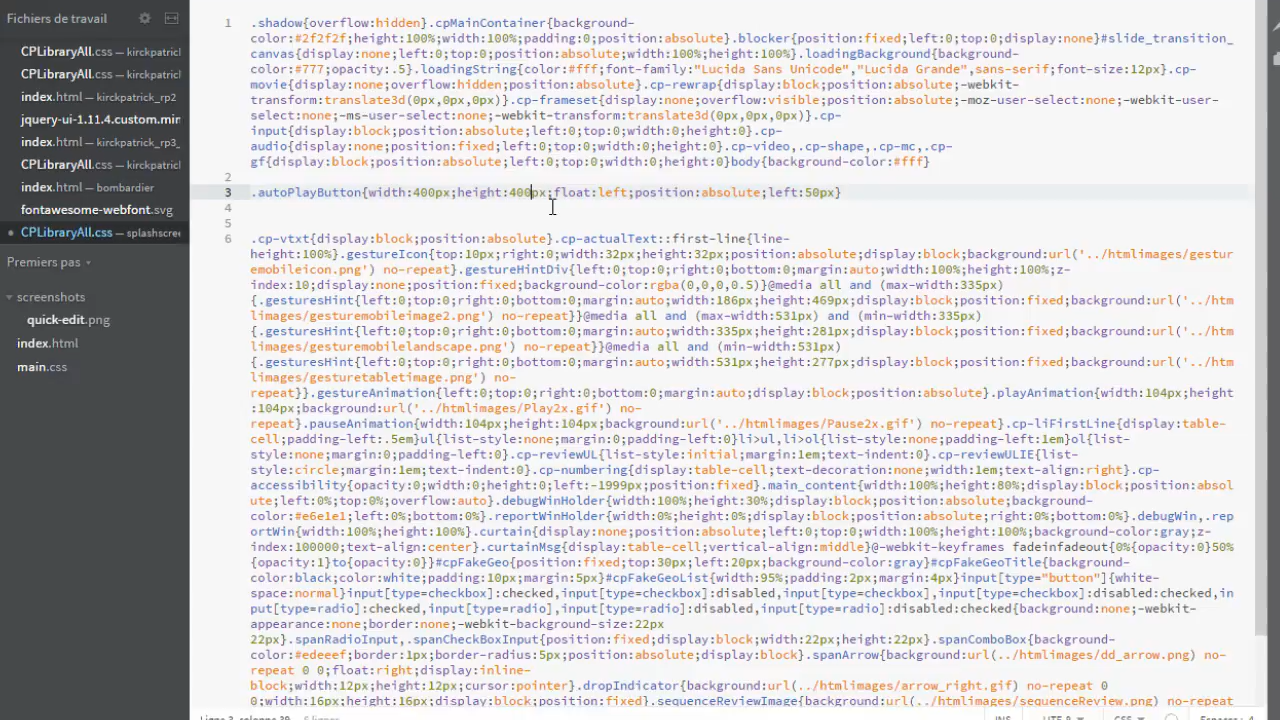 Fichiers de travail
CPLibraryAll.css — kirckpatric
CPLibraryAll.css — kirckpatric
index.html — kirckpatrick_rp2
jquery-ui-1.11.4.custom.min
index.html — kirckpatrick_rp3_
CPLibraryAll.css — kirckpatric
index.html — bombardier
fontawesome-webfont.svg
CPLibraryAll.css — splashscree
Premiers pas
screenshots
quick-edit.png
index.html
main.css
1 .shadow{overflow:hidden}.cpMainContainer{background-
color:#2f2f2f;height:100%;width:100%;padding:0;position:absolute}.blocker{position:fixed;left:0;top:0;display:none}#slide_transition_
canvas{display:none;left:0;top:0;position:absolute;width:100%;height:100%}.loadingBackground{background-
color:#777;opacity:.5}.loadingString{color:#fff;font-family:"Lucida Sans Unicode","Lucida Grande",sans-serif;font-size:12px}.cp-
movie{display:none;overflow:hidden;position:absolute}.cp-rewrap{display:none;position:absolute;-webkit-
transform:translate3d(0px,0px,0px)}.cp-frameset{display:none;overflow:visible;position:absolute;-moz-user-select:none;-webkit-user-
select:none;-ms-user-select:none;-webkit-transform:translate3d(0px,0px,0px)}.cp-
input{display:block;position:absolute;left:0;top:0;width:0;height:0}.cp-
audio{display:none;position:fixed;left:0;top:0;width:0;height:0}.cp-video,.cp-shape,.cp-mc,.cp-
gf{display:block;position:absolute;left:0;top:0;width:0;height:0}body{background-color:#fff}
2
3 .autoPlayButton{width:400px;height:400px;float:left;position:absolute;left:50px}
4
5
6 .cp-vtxt{display:block;position:absolute}.cp-actualText::first-line{line-
height:100%}.gestureIcon{top:10px;right:0;width:32px;height:32px;position:absolute;display:block;background:url('../htmlimages/gestur
emobileicon.png') no-repeat}.gestureHintDiv{left:0;top:0;right:0;bottom:0;margin:auto;width:100%;height:100%;z-
index:10;display:none;position:fixed;background-color:rgba(0,0,0,0.5)}@media all and (max-width:335px)
{.gesturesHint{left:0;top:0;right:0;bottom:0;margin:auto;width:186px;height:469px;display:block;position:fixed;background:url('../htm
limages/gesturemobileimage2.png') no-repeat}}@media all and (max-width:531px) and (min-width:335px)
{.gesturesHint{left:0;top:0;right:0;bottom:0;margin:auto;width:335px;height:281px;display:block;position:fixed;background:url('../htm
limages/gesturemobilelandscape.png') no-repeat}}@media all and (min-width:531px)
{.gesturesHint{left:0;top:0;right:0;bottom:0;margin:auto;width:531px;height:277px;display:block;position:fixed;background:url('../htm
limages/gesturetabletimage.png') no-
repeat}}.gestureAnimation{left:0;top:0;right:0;bottom:0;margin:auto;display:block;position:absolute}.playAnimation{width:104px;height
:104px;background:url('../htmlimages/Play2x.gif') no-
repeat}.pauseAnimation{width:104px;height:104px;background:url('../htmlimages/Pause2x.gif') no-repeat}.cp-liFirstLine{display:table-
cell;padding-left:.5em}ul{list-style:none;margin:0;padding-left:0}li>ul,li>ol{list-style:none;padding-left:1em}ol{list-
style:none;margin:0;padding-left:0}.cp-reviewUL{list-style:initial;margin:1em;text-indent:0}.cp-reviewULIE{list-
style:circle;margin:1em;text-indent:0}.cp-numbering{display:table-cell;text-decoration:none;width:1em;text-align:right}.cp-
accessibility{opacity:0;width:0;height:0;left:-1999px;position:fixed}.main_content{width:100%;height:80%;display:block;position:absol
ute;left:0%;top:0%;overflow:auto}.debugWinHolder{width:100%;height:30%;display:block;position:absolute;background-
color:#e6e1e1;left:0%;bottom:0%}.reportWinHolder{width:0%;height:0%;display:block;position:absolute;right:0%;bottom:0%}.debugWin,.rep
ortWin{width:100%;height:100%}.curtain{display:none;position:absolute;left:0;top:0;width:100%;height:100%;background-color:gray;z-
index:100000;text-align:center}.curtainMsg{display:table-cell;vertical-align:middle}@-webkit-keyframes fadeinfadeout{0%{opacity:0}50%
{opacity:1}to{opacity:0}}#cpFakeGeo{position:fixed;top:30px;left:20px;background-color:gray}#cpFakeGeoTitle{background-
color:black;color:white;padding:10px;margin:5px}#cpFakeGeoList{width:95%;padding:2px;margin:4px}input[type="button"]{white-
space:normal}input[type=checkbox]:checked,input[type=checkbox]:disabled,input[type=checkbox],input[type=checkbox]:disabled:checked,in
put[type=radio]:checked,input[type=radio],input[type=radio]:disabled,input[type=radio]:disabled:checked{background:none;-webkit-
appearance:none;border:none;-webkit-background-size:22px
22px}.spanRadioInput,.spanCheckBoxInput{position:fixed;display:block;width:22px;height:22px}.spanComboBox{background-
color:#edeeef;border:1px;border-radius:5px;position:absolute;display:block}.spanArrow{background:url(../htmlimages/dd_arrow.png) no-
repeat 0 0;float:right;display:inline-
block;width:12px;height:12px;cursor:pointer}.dropIndicator{background:url(../htmlimages/arrow_right.gif) no-repeat 0
0;width:16px;height:16px;display:block}.sequenceReviewImage{background:url(../htmlimages/sequenceReview.png) no-repeat